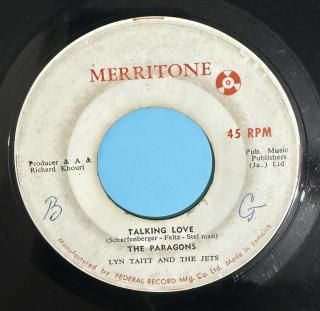 MERRITONE
45 RPM
Producer & A &
Richard Khouri
Pub. Music
Publishers
(Ja.) Ltd
B
G
TALKING LOVE
(Scharfenberger - Feltz - Stel man)
THE PARAGONS
LYN TAITT AND THE JETS
Manufactured by FEDERAL RECORD Mfg. Co. Ltd. Made in Jamaica